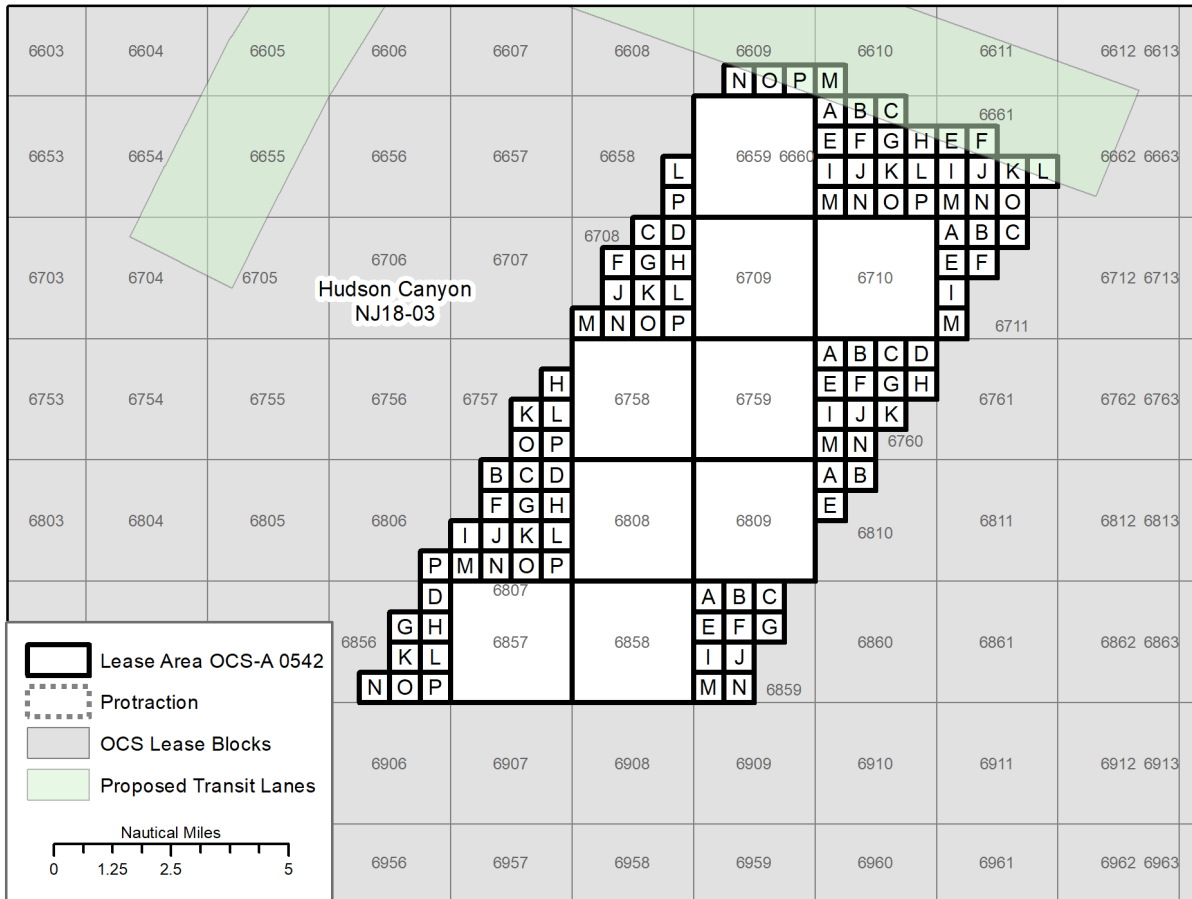 6603 6604 6605 6606 6607 6608 6609 6610 6611 6612 6613
N O P M
A B C 6661
E F G H E F
6653 6654 6655 6656 6657 6658 6659 6660 6662 6663
L I J K L I J K L
P M N O P M N O
6708 C D A B C
6706 6707 F G H E F
6703 6704 6705 6709 6710 6712 6713
Hudson Canyon
NJ18-03
J K L I
M N O P M 6711
A B C D
H E F G H
6753 6754 6755 6756 6757 6758 6759 6761 6762 6763
K L I J K
O P M N 6760
B C D A B
F G H E
6803 6804 6805 6806 6808 6809 6811 6812 6813
I J K L 6810
P M N O P
6807
D A B C
G H E F G
6856 6857 6858 6860 6861 6862 6863
K L I J
N O P M N 6859
6906 6907 6908 6909 6910 6911 6912 6913
6956 6957 6958 6959 6960 6961 6962 6963
Lease Area OCS-A 0542
Protraction
OCS Lease Blocks
Proposed Transit Lanes
Nautical Miles
0 1.25 2.5 5